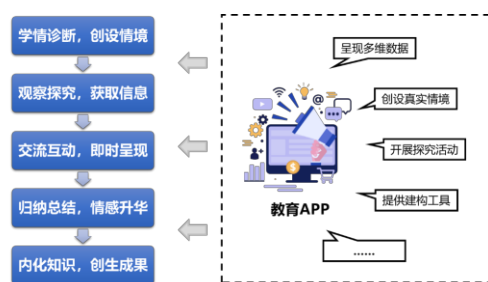 学情诊断，创设情境
观察探究，获取信息
交流互动，即时呈现
归纳总结，情感升华
内化知识，创生成果
呈现多维数据
创设真实情境
开展探究活动
提供建构工具
教育APP
……